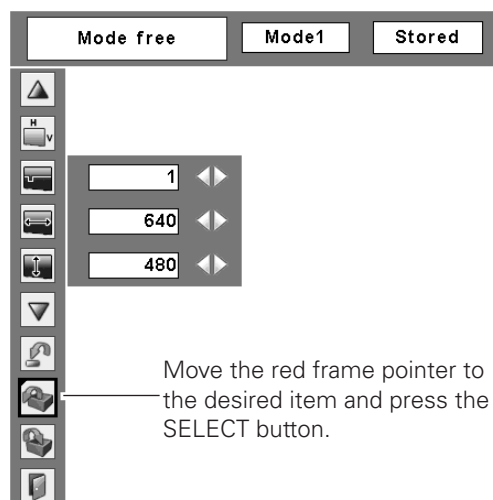 Mode free Mode1 Stored
H
V
1
640
480
Move the red frame pointer to
the desired item and press the
SELECT button.